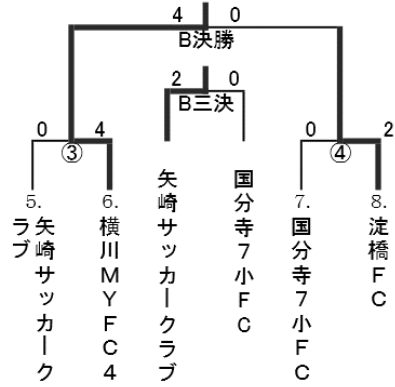 4 0
B決勝
2 0
B三決
0 4
③
0 2
④
5.
矢崎サッカーク
ラブ
6.
横川MYFC4
矢崎サッカークラブ
国分寺7小FC
7.
国分寺7小FC
8.
淀橋FC